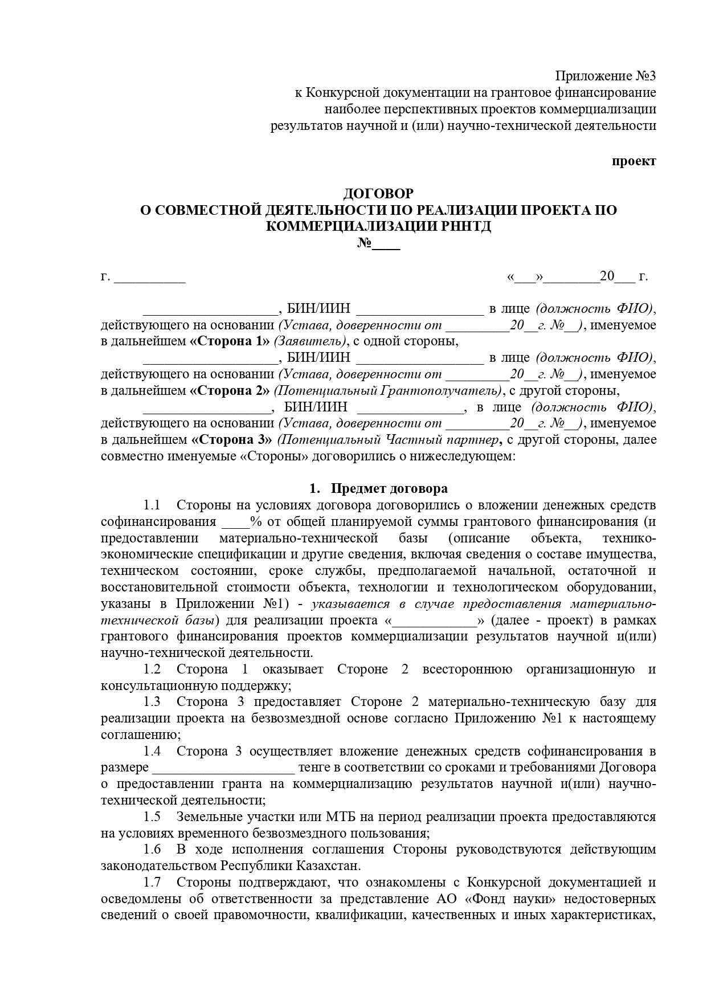 Приложение №3
к Конкурсной документации на грантовое финансирование
наиболее перспективных проектов коммерциализации
результатов научной и (или) научно-технической деятельности
проект
ДОГОВОР
О СОВМЕСТНОЙ ДЕЯТЕЛЬНОСТИ ПО РЕАЛИЗАЦИИ ПРОЕКТА ПО
КОММЕРЦИАЛИЗАЦИИ РННТД
№____
г. __________ «___»________20___ г.
___________________, БИН/ИИН __________________ в лице (должность ФИО),
действующего на основании (Устава, доверенности от _________20__г. №__), именуемое
в дальнейшем «Сторона 1» (Заявитель), с одной стороны,
___________________, БИН/ИИН __________________ в лице (должность ФИО),
действующего на основании (Устава, доверенности от _________20__г. №__), именуемое
в дальнейшем «Сторона 2» (Потенциальный Грантополучатель), с другой стороны,
__________________, БИН/ИИН _______________, в лице (должность ФИО),
действующего на основании (Устава, доверенности от _________20__г. №__), именуемое
в дальнейшем «Сторона 3» (Потенциальный Частный партнер, с другой стороны, далее
совместно именуемые «Стороны» договорились о нижеследующем:
1. Предмет договора
1.1 Стороны на условиях договора договорились о вложении денежных средств
софинансирования ____% от общей планируемой суммы грантового финансирования (и
предоставлении материально-технической базы (описание объекта, технико-
экономические спецификации и другие сведения, включая сведения о составе имущества,
техническом состоянии, сроке службы, предполагаемой начальной, остаточной и
восстановительной стоимости объекта, технологии и технологическом оборудовании,
указаны в Приложении №1) - указывается в случае предоставления материально-
технической базы) для реализации проекта «____________» (далее - проект) в рамках
грантового финансирования проектов коммерциализации результатов научной и(или)
научно-технической деятельности.
1.2 Сторона 1 оказывает Стороне 2 всестороннюю организационную и
консультационную поддержку;
1.3 Сторона 3 предоставляет Стороне 2 материально-техническую базу для
реализации проекта на безвозмездной основе согласно Приложению №1 к настоящему
соглашению;
1.4 Сторона 3 осуществляет вложение денежных средств софинансирования в
размере ____________________ тенге в соответствии со сроками и требованиями Договора
о предоставлении гранта на коммерциализацию результатов научной и(или) научно-
технической деятельности;
1.5 Земельные участки или МТБ на период реализации проекта предоставляются
на условиях временного безвозмездного пользования;
1.6 В ходе исполнения соглашения Стороны руководствуются действующим
законодательством Республики Казахстан.
1.7 Стороны подтверждают, что ознакомлены с Конкурсной документацией и
осведомлены об ответственности за представление АО «Фонд науки» недостоверных
сведений о своей правомочности, квалификации, качественных и иных характеристиках,